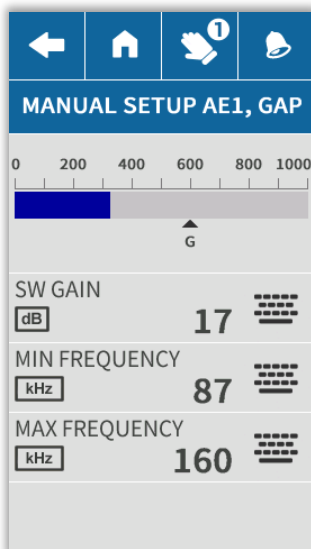 1
MANUAL SETUP AE1, GAP
0 200 400 600 800 1000
G
SW GAIN
dB 17
MIN FREQUENCY
kHz 87
MAX FREQUENCY
kHz 160